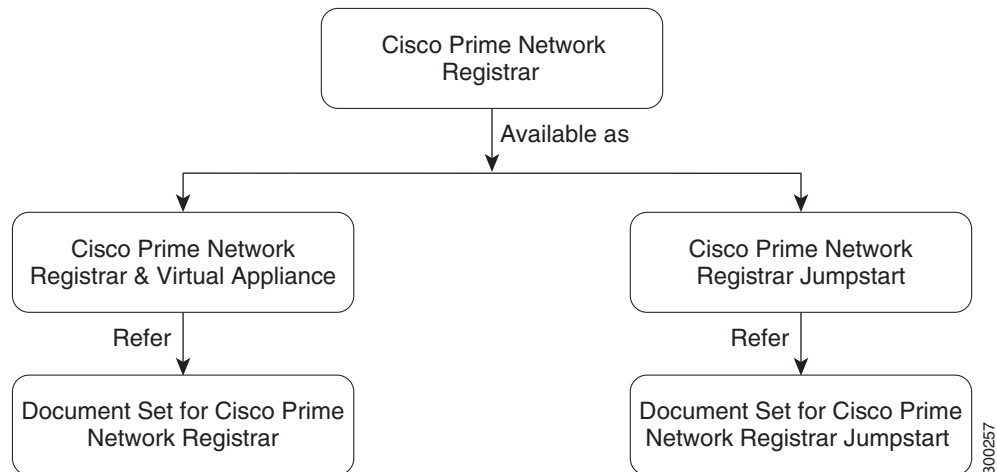 Cisco Prime Network
Registrar
Available as
Cisco Prime Network
Registrar & Virtual Appliance
Cisco Prime Network
Registrar Jumpstart
Refer
Refer
Document Set for Cisco Prime
Network Registrar
Document Set for Cisco Prime
Network Registrar Jumpstart
300257